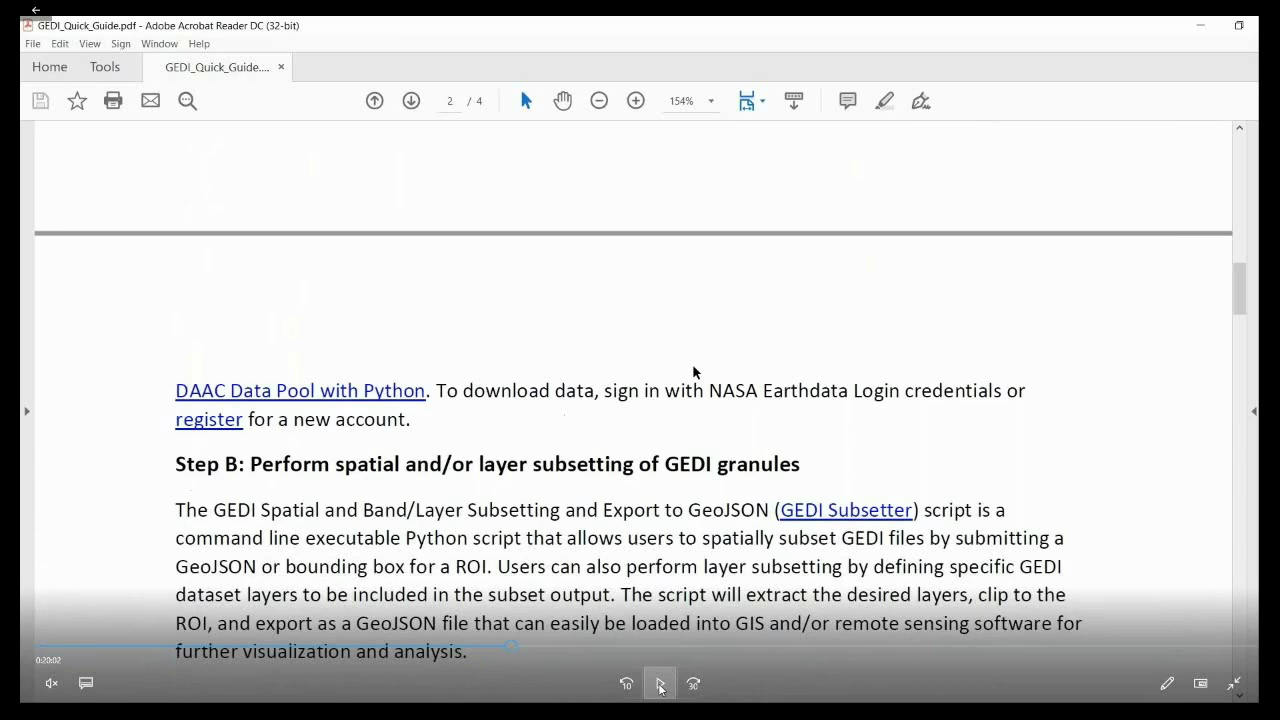 GEDI_Quick_Guide.pdf - Adobe Acrobat Reader DC (32-bit)
File Edit View Sign Window Help
Home Tools GEDI_Quick_Guide.... ×
2 / 4 154%
DAAC Data Pool with Python. To download data, sign in with NASA Earthdata Login credentials or
register for a new account.
Step B: Perform spatial and/or layer subsetting of GEDI granules
The GEDI Spatial and Band/Layer Subsetting and Export to GeoJSON (GEDI Subsetter) script is a
command line executable Python script that allows users to spatially subset GEDI files by submitting a
GeoJSON or bounding box for a ROI. Users can also perform layer subsetting by defining specific GEDI
dataset layers to be included in the subset output. The script will extract the desired layers, clip to the
ROI, and export as a GeoJSON file that can easily be loaded into GIS and/or remote sensing software for
further visualization and analysis.
0:20:02
10 30